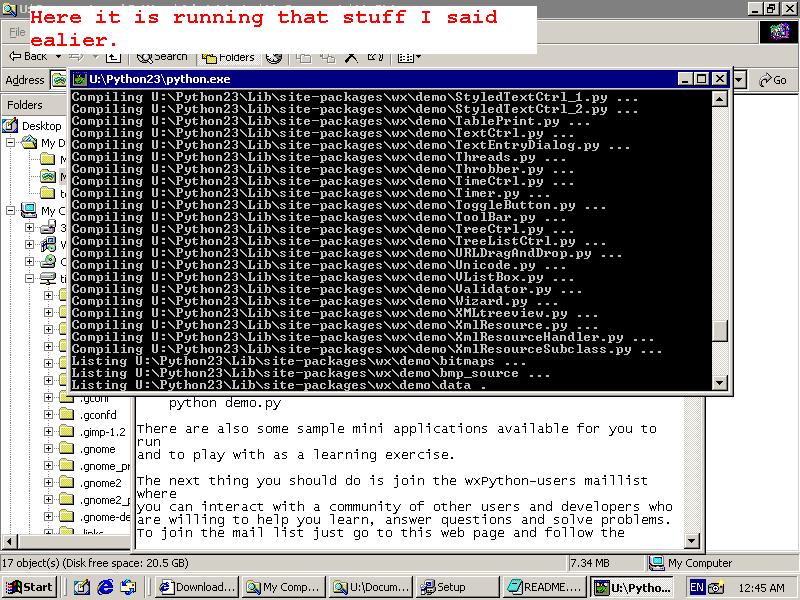 Here it is running that stuff I said
ealier.
File
Back
Search
Folders
Address
Go
U:\Python23\python.exe
Folders
Desktop
My D
My C
Compiling U:\Python23\Lib\site-packages\wx\demo\StyledTextCtrl_1.py ...
Compiling U:\Python23\Lib\site-packages\wx\demo\StyledTextCtrl_2.py ...
Compiling U:\Python23\Lib\site-packages\wx\demo\TablePrint.py ...
Compiling U:\Python23\Lib\site-packages\wx\demo\TextCtrl.py ...
Compiling U:\Python23\Lib\site-packages\wx\demo\TextEntryDialog.py ...
Compiling U:\Python23\Lib\site-packages\wx\demo\Threads.py ...
Compiling U:\Python23\Lib\site-packages\wx\demo\Throbber.py ...
Compiling U:\Python23\Lib\site-packages\wx\demo\TimeCtrl.py ...
Compiling U:\Python23\Lib\site-packages\wx\demo\Timer.py ...
Compiling U:\Python23\Lib\site-packages\wx\demo\ToggleButton.py ...
Compiling U:\Python23\Lib\site-packages\wx\demo\ToolBar.py ...
Compiling U:\Python23\Lib\site-packages\wx\demo\TreeCtrl.py ...
Compiling U:\Python23\Lib\site-packages\wx\demo\TreeListCtrl.py ...
Compiling U:\Python23\Lib\site-packages\wx\demo\URLDragAndDrop.py ...
Compiling U:\Python23\Lib\site-packages\wx\demo\Unicode.py ...
Compiling U:\Python23\Lib\site-packages\wx\demo\VListBox.py ...
Compiling U:\Python23\Lib\site-packages\wx\demo\Validator.py ...
Compiling U:\Python23\Lib\site-packages\wx\demo\Wizard.py ...
Compiling U:\Python23\Lib\site-packages\wx\demo\XMLtreeview.py ...
Compiling U:\Python23\Lib\site-packages\wx\demo\XmlResource.py ...
Compiling U:\Python23\Lib\site-packages\wx\demo\XmlResourceHandler.py ...
Compiling U:\Python23\Lib\site-packages\wx\demo\XmlResourceSubclass.py ...
Listing U:\Python23\Lib\site-packages\wx\demo\bitmaps ...
Listing U:\Python23\Lib\site-packages\wx\demo\bmp_source ...
Listing U:\Python23\Lib\site-packages\wx\demo\data .
.gconf
.gconfd
.gimp-1.2
.gnome
.gnome_pr
.gnome2
.gnome2_p
.gnome-de
.links
python demo.py
There are also some sample mini applications available for you to
run
and to play with as a learning exercise.
The next thing you should do is join the wxPython-users maillist
where
you can interact with a community of other users and developers who
are willing to help you learn, answer questions and solve problems.
To join the mail list just go to this web page and follow the
17 object(s) (Disk free space: 20.5 GB)
7.34 MB
My Computer
Start
Download...
My Comp...
U:\Docum...
Setup
README....
U:\Pytho...
EN
12:45 AM